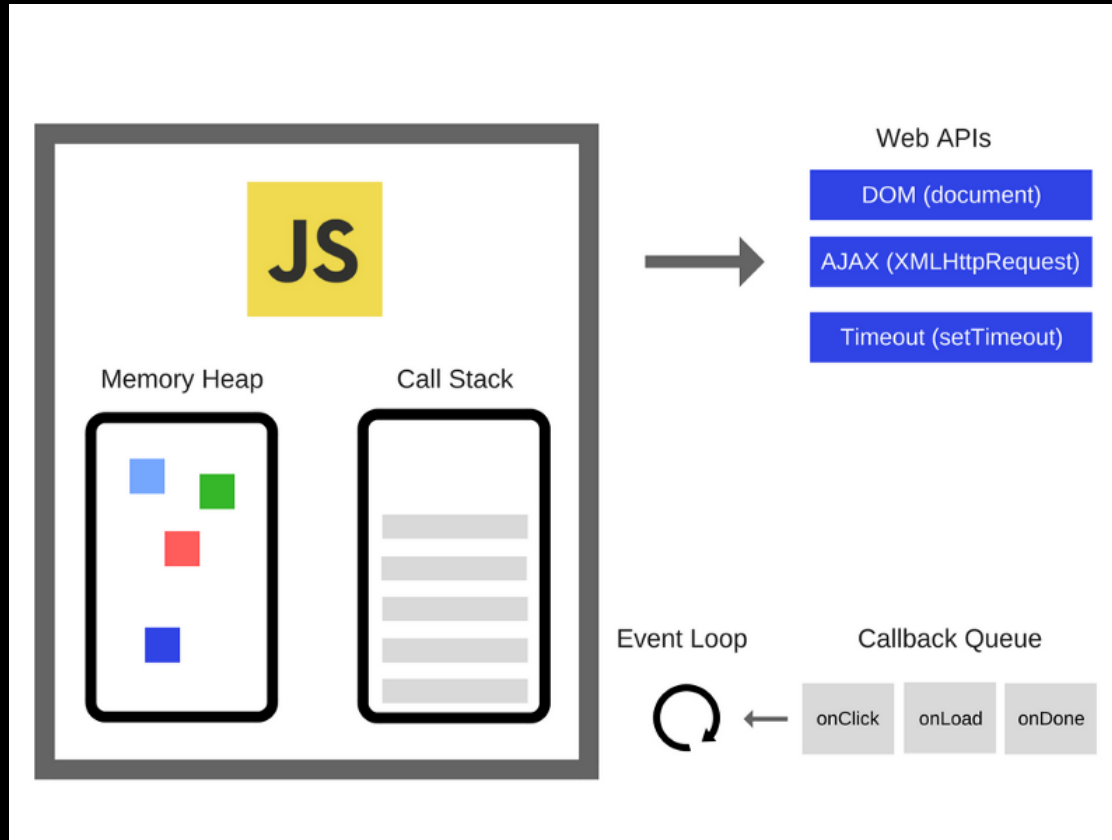 Web APIs
DOM (document)
JS
AJAX (XMLHttpRequest)
Timeout (setTimeout)
Memory Heap
Call Stack
Event Loop
Callback Queue
onClick
onLoad
onDone